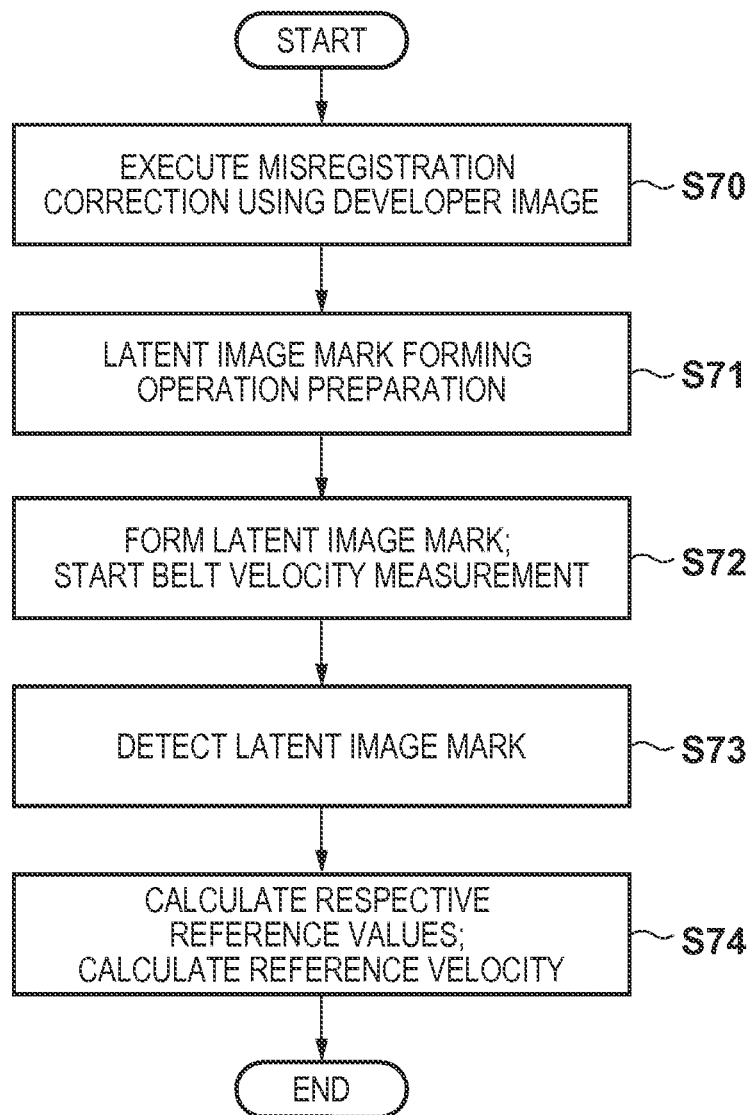 START
EXECUTE MISREGISTRATION
CORRECTION USING DEVELOPER IMAGE
S70
LATENT IMAGE MARK FORMING
OPERATION PREPARATION
S71
FORM LATENT IMAGE MARK;
START BELT VELOCITY MEASUREMENT
S72
DETECT LATENT IMAGE MARK
S73
CALCULATE RESPECTIVE
REFERENCE VALUES;
CALCULATE REFERENCE VELOCITY
S74
END